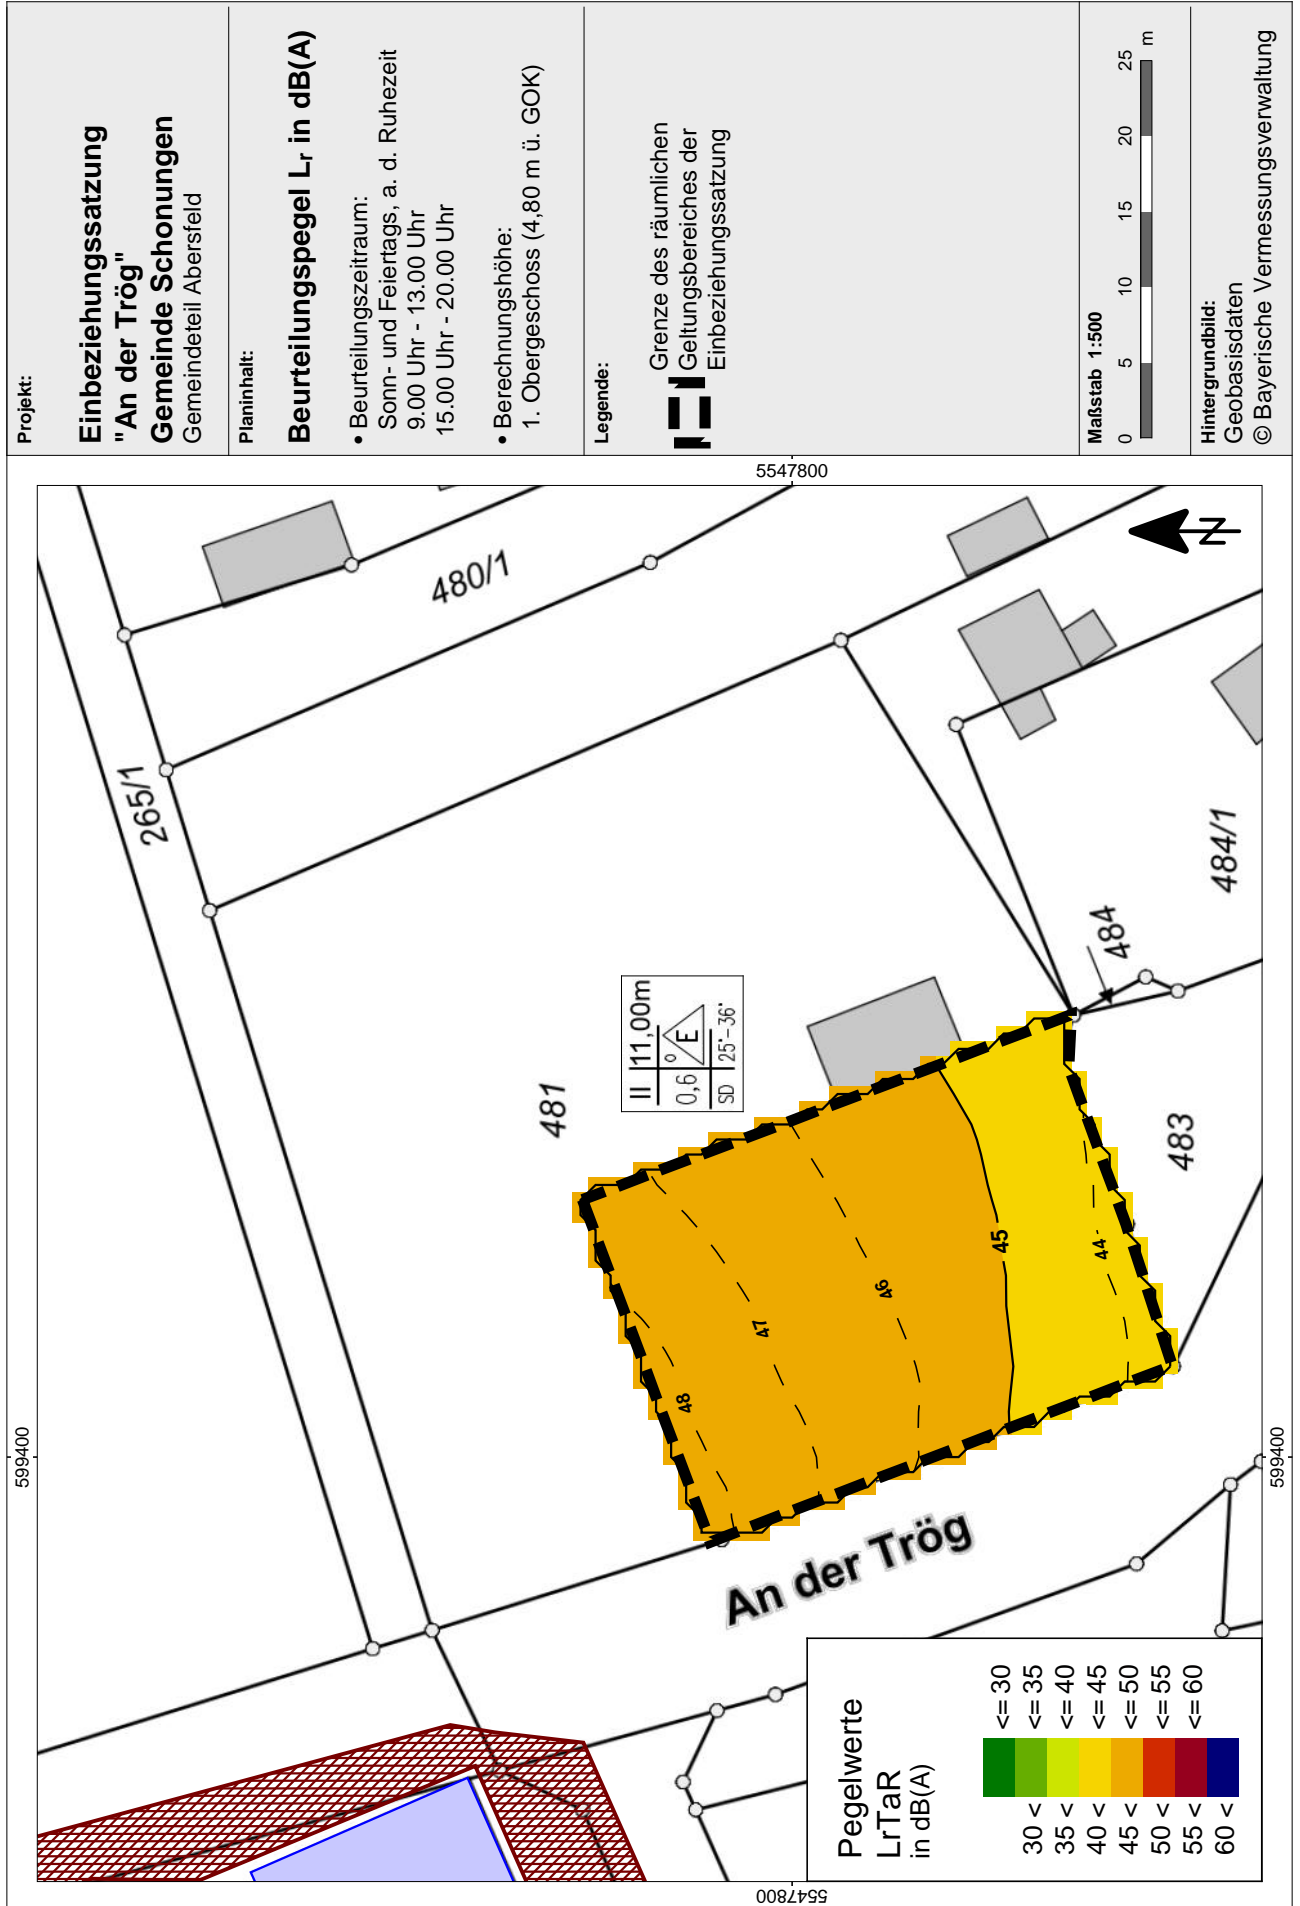 Projekt:
Einbeziehungssatzung
"An der Trög"
Gemeinde Schonungen
Gemeindeteil Abersfeld
Planinhalt:
Beurteilungspegel Lr in dB(A)
• Beurteilungszeitraum:
Sonn- und Feiertags, a. d. Ruhezeit
9.00 Uhr - 13.00 Uhr
15.00 Uhr - 20.00 Uhr
• Berechnungshöhe:
1. Obergeschoss (4,80 m ü. GOK)
Legende:
Grenze des räumlichen
Geltungsbereiches der
Einbeziehungssatzung
Maßstab 1:500
0 5 10 15 20 25
m
Hintergrundbild:
Geobasisdaten
© Bayerische Vermessungsverwaltung
599400
5547800
265/1
480/1
481
II 11,00m
0,6 o E
SD 25°-36°
48
47
46
45
44
483
484
484/1
An der Trög
N
Pegelwerte
LrTaR
in dB(A)
<= 30
30 < <= 35
35 < <= 40
40 < <= 45
45 < <= 50
50 < <= 55
55 < <= 60
60 <
5547800
599400